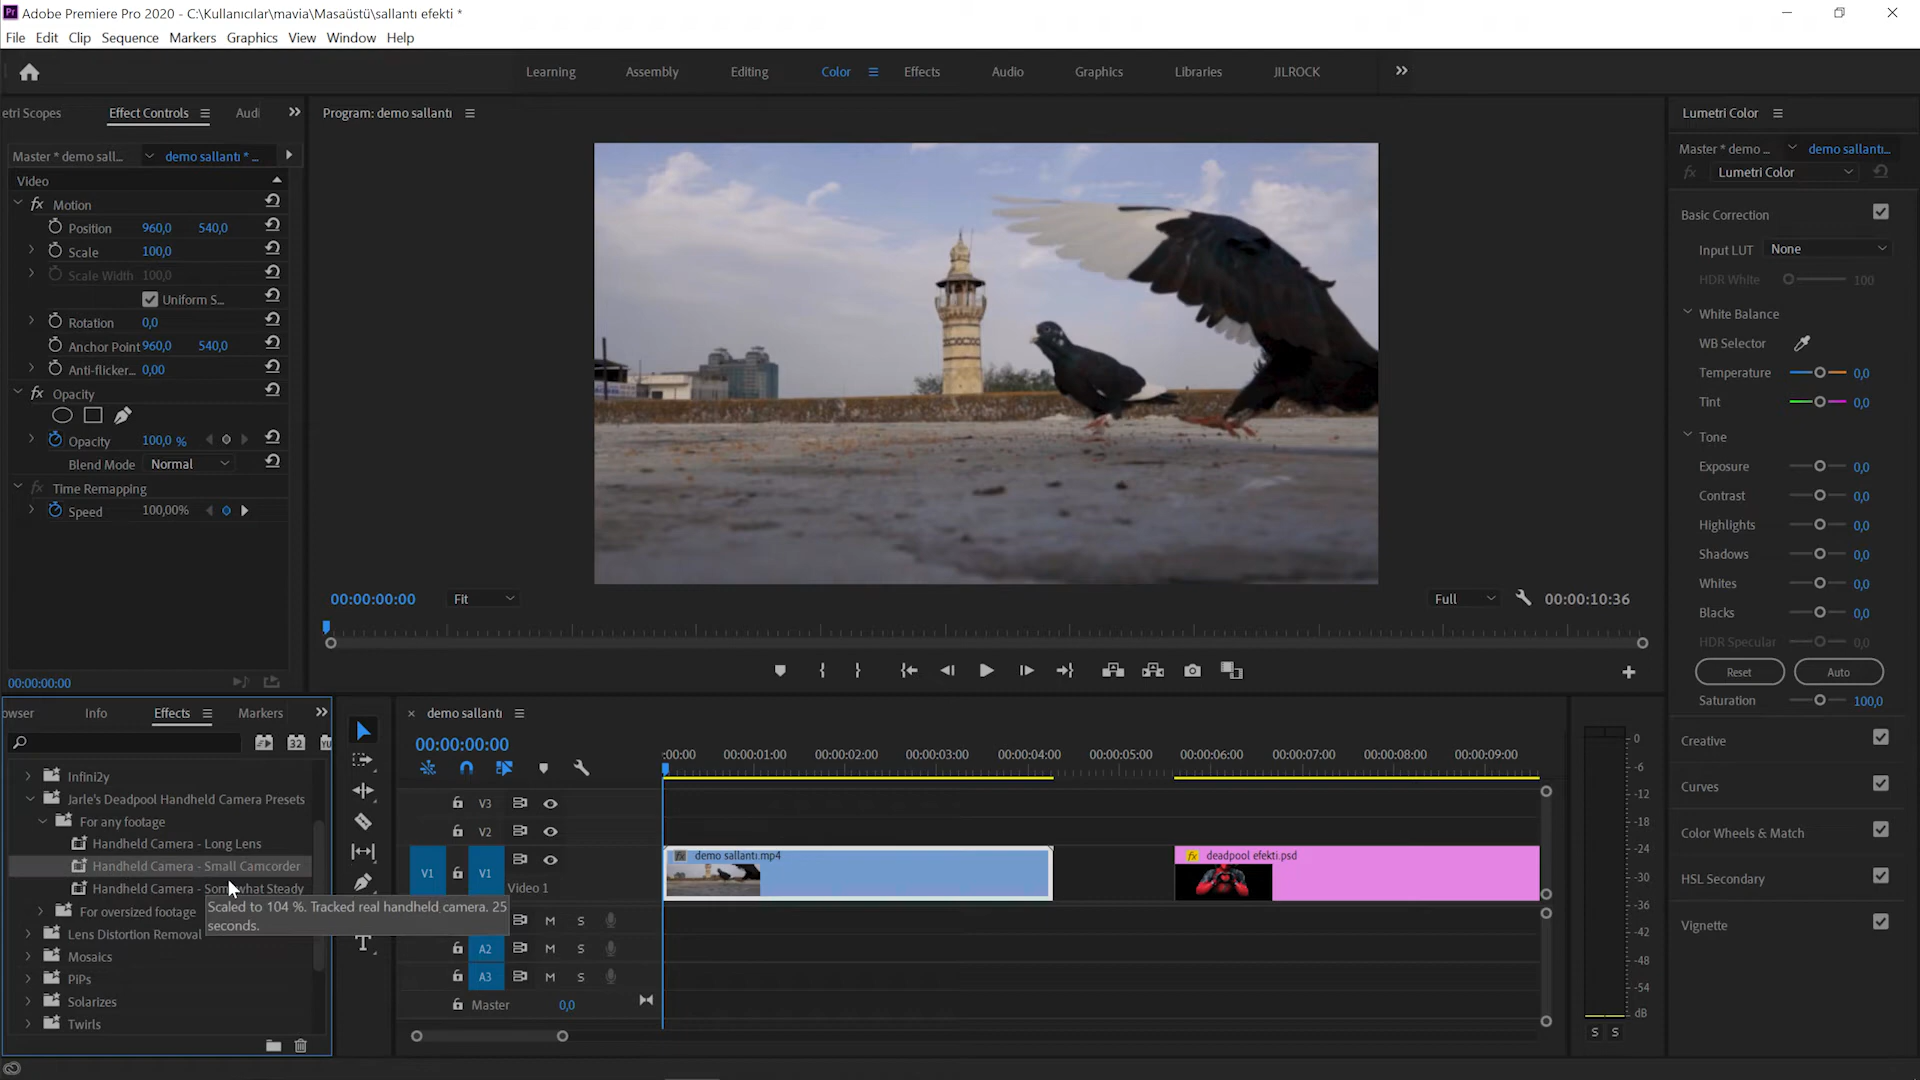 Adobe Premiere Pro 2020 - C:\Kullanıcılar\mavia\Masaüstü\sallantı efekti *
File Edit Clip Sequence Markers Graphics View Window Help
Learning Assembly Editing Color Effects Audio Graphics Libraries JILROCK
etri Scopes Effect Controls Audi
Program: demo sallantı
Lumetri Color
Master * demo sall... demo sallantı * ...
Master * demo ... demo sallantı...
fx Lumetri Color
Video
fx Motion
Position 960,0 540,0
Scale 100,0
Scale Width 100,0
Uniform S...
Rotation 0,0
Anchor Point 960,0 540,0
Anti-flicker... 0,00
fx Opacity
Opacity 100,0 %
Blend Mode Normal
fx Time Remapping
Speed 100,00%
00:00:00:00
00:00:00:00 Fit Full 00:00:10:36
Basic Correction
Input LUT None
HDR White 100
White Balance
WB Selector
Temperature 0,0
Tint 0,0
Tone
Exposure 0,0
Contrast 0,0
Highlights 0,0
Shadows 0,0
Whites 0,0
Blacks 0,0
HDR Specular 0,0
Reset Auto
Saturation 100,0
Creative
Curves
Color Wheels & Match
HSL Secondary
Vignette
owser Info Effects Markers
32 YU
Infini2y
Jarle's Deadpool Handheld Camera Presets
For any footage
Handheld Camera - Long Lens
Handheld Camera - Small Camcorder
Handheld Camera - Somewhat Steady
For oversized footage
Scaled to 104 %. Tracked real handheld camera. 25
seconds.
Lens Distortion Removal
Mosaics
PiPs
Solarizes
Twirls
T
× demo sallantı
00:00:00:00
:00:00 00:00:01:00 00:00:02:00 00:00:03:00 00:00:04:00 00:00:05:00 00:00:06:00 00:00:07:00 00:00:08:00 00:00:09:00
V3
V2
V1 V1
Video 1
fx demo sallantı.mp4
fx deadpool efekti.psd
M S
A2 M S
A3 M S
Master 0,0
0
-6
-12
-18
-24
-30
-36
-42
-48
-54
dB
S S